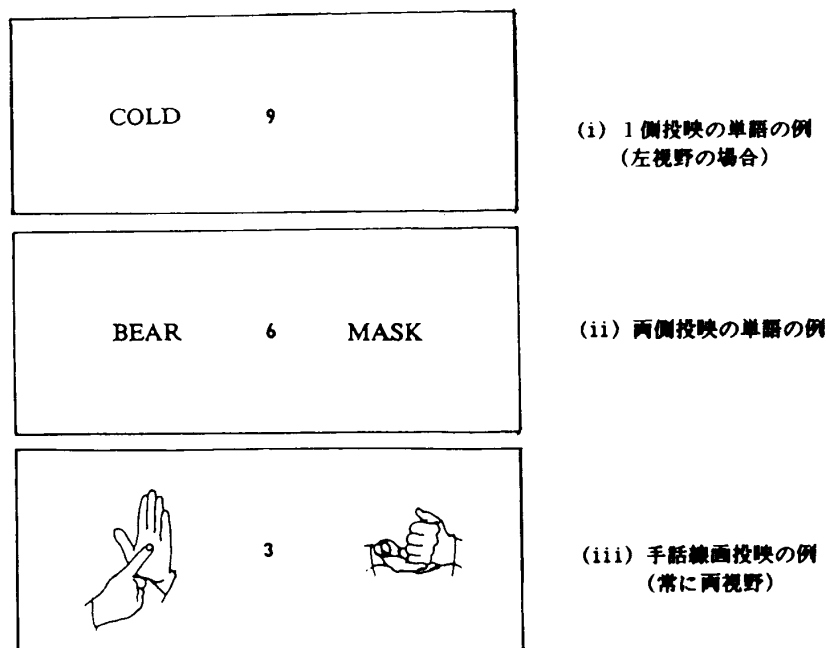 COLD 9
(i) 1側投映の単語の例
(左視野の場合)
BEAR 6 MASK
(ii) 両側投映の単語の例
3
(iii) 手話線画投映の例
(常に両視野)